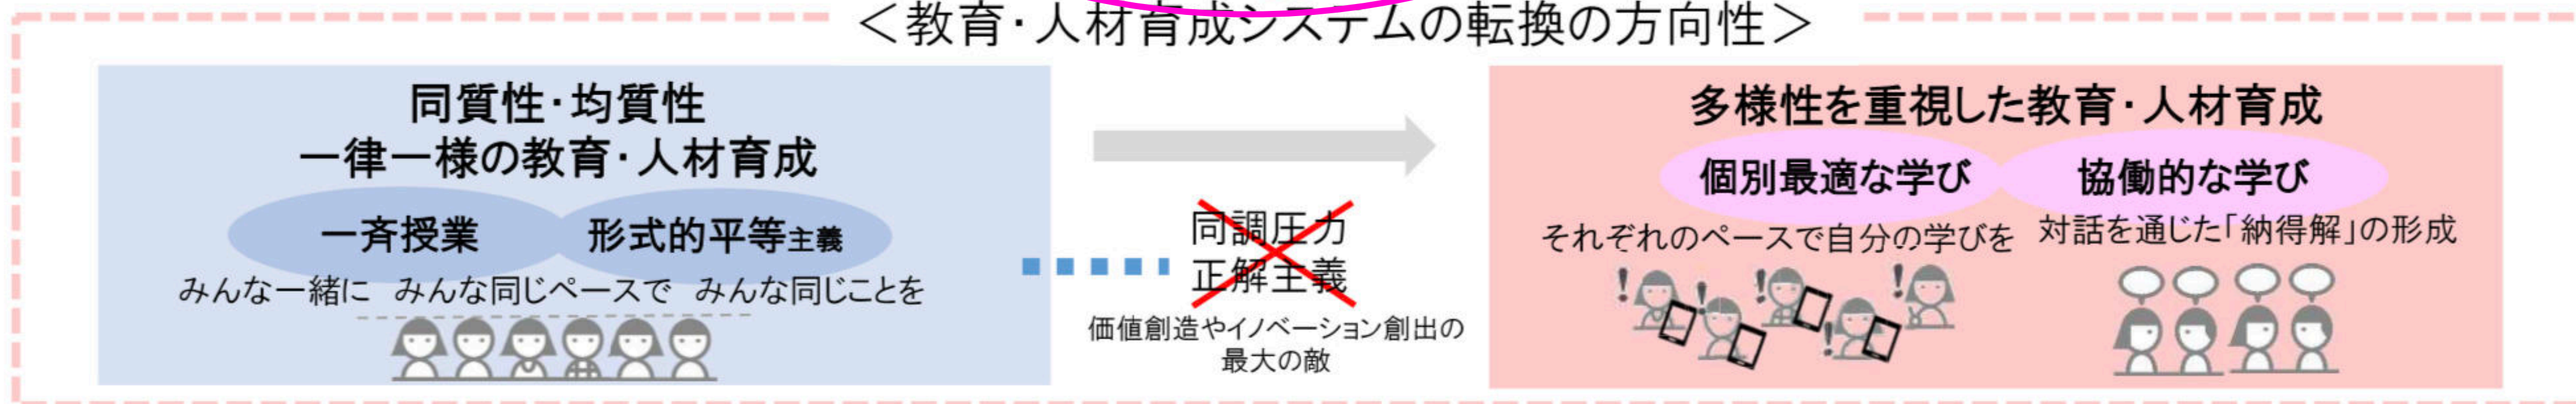 ＜教育・人材育成システムの転換の方向性＞
同質性・均質性
一律一様の教育・人材育成
一斉授業
形式的平等主義
みんな一緒に みんな同じペースで みんな同じことを
同調圧力
正解主義
価値創造やイノベーション創出の
最大の敵
多様性を重視した教育・人材育成
個別最適な学び
それぞれのペースで自分の学びを
協働的な学び
対話を通じた「納得解」の形成